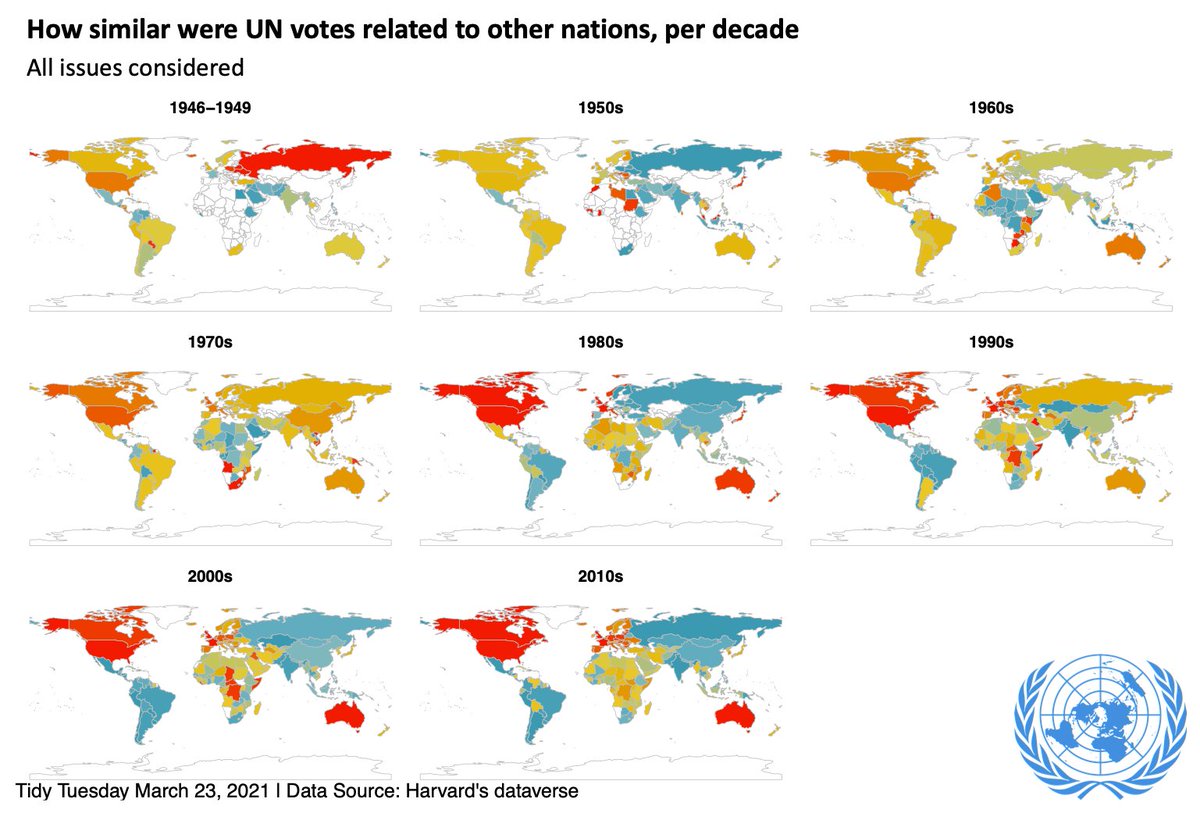 How similar were UN votes related to other nations, per decade
All issues considered
1946–1949
1950s
1960s
1970s
1980s
1990s
2000s
2010s
Tidy Tuesday March 23, 2021 I Data Source: Harvard's dataverse